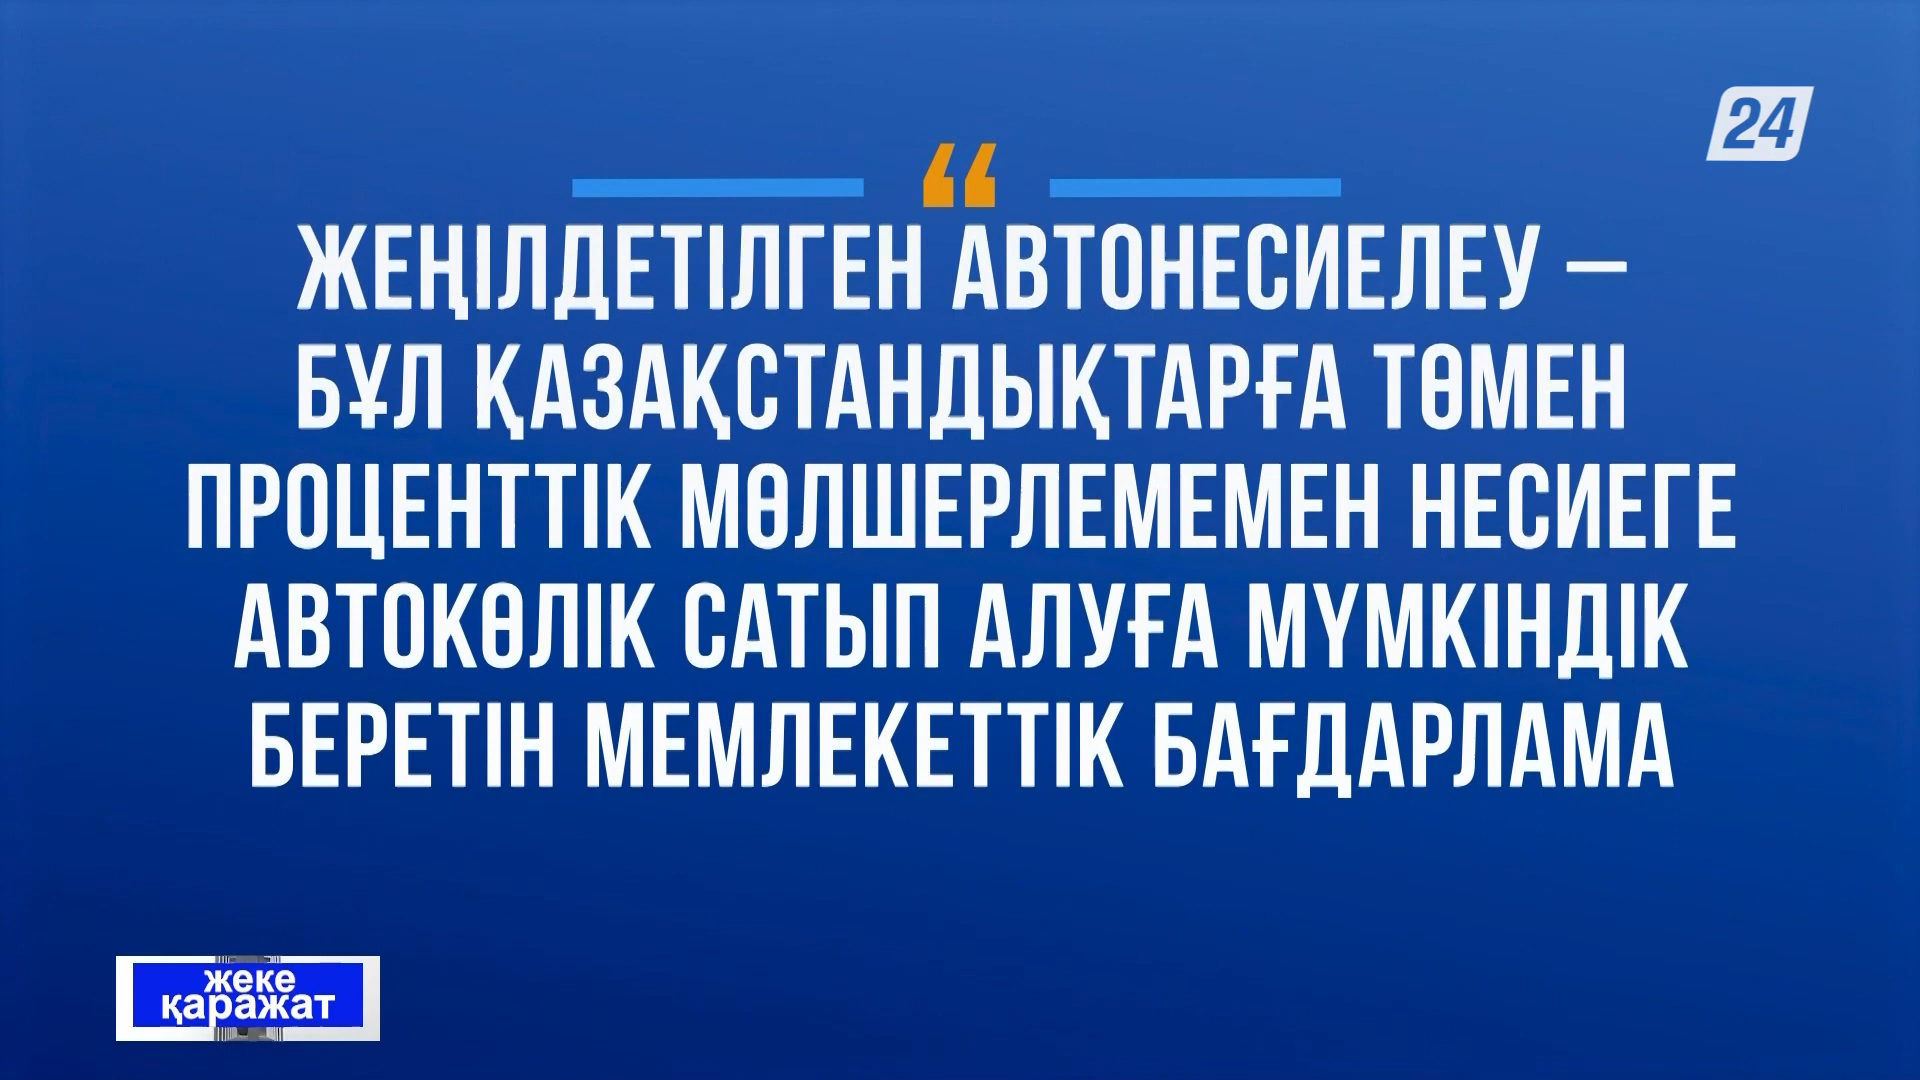 24
“
ЖЕҢІЛДЕТІЛГЕН АВТОНЕСИЕЛЕУ –
БҰЛ ҚАЗАҚСТАНДЫҚТАРҒА ТӨМЕН
ПРОЦЕНТТІК МӨЛШЕРЛЕМЕМЕН НЕСИЕГЕ
АВТОКӨЛІК САТЫП АЛУҒА МҮМКІНДІК
БЕРЕТІН МЕМЛЕКЕТТІК БАҒДАРЛАМА
жеке
қаражат